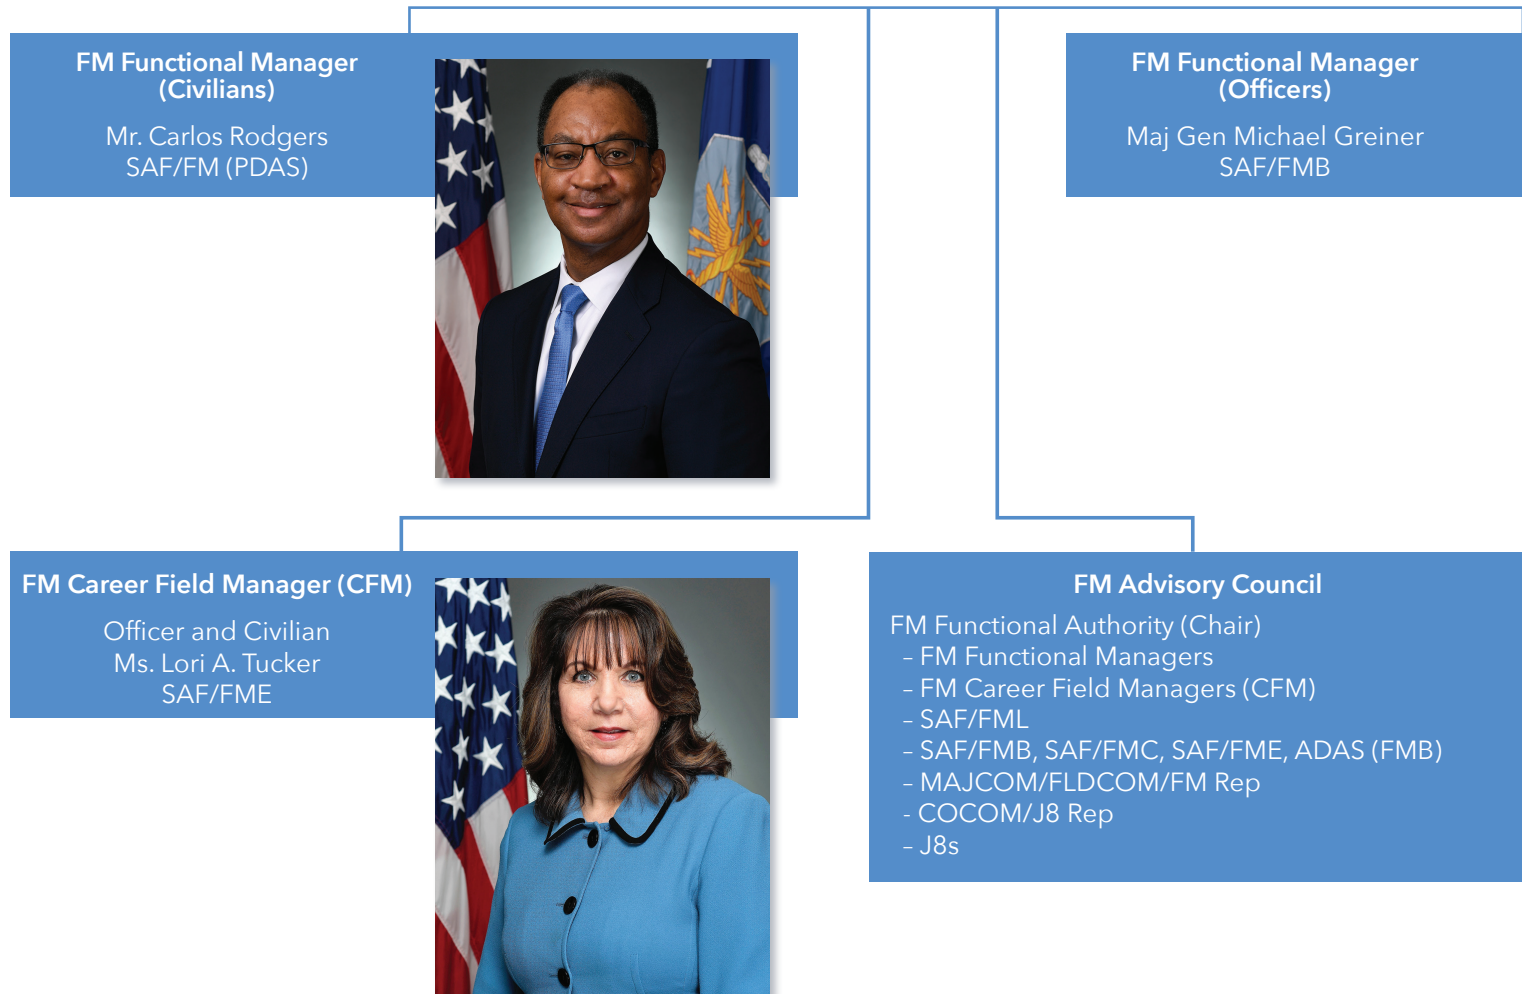 FM Functional Manager
(Civilians)
Mr. Carlos Rodgers
SAF/FM (PDAS)
FM Functional Manager
(Officers)
Maj Gen Michael Greiner
SAF/FMB
FM Career Field Manager (CFM)
Officer and Civilian
Ms. Lori A. Tucker
SAF/FME
FM Advisory Council
FM Functional Authority (Chair)
– FM Functional Managers
– FM Career Field Managers (CFM)
– SAF/FML
– SAF/FMB, SAF/FMC, SAF/FME, ADAS (FMB)
– MAJCOM/FLDCOM/FM Rep
- COCOM/J8 Rep
– J8s